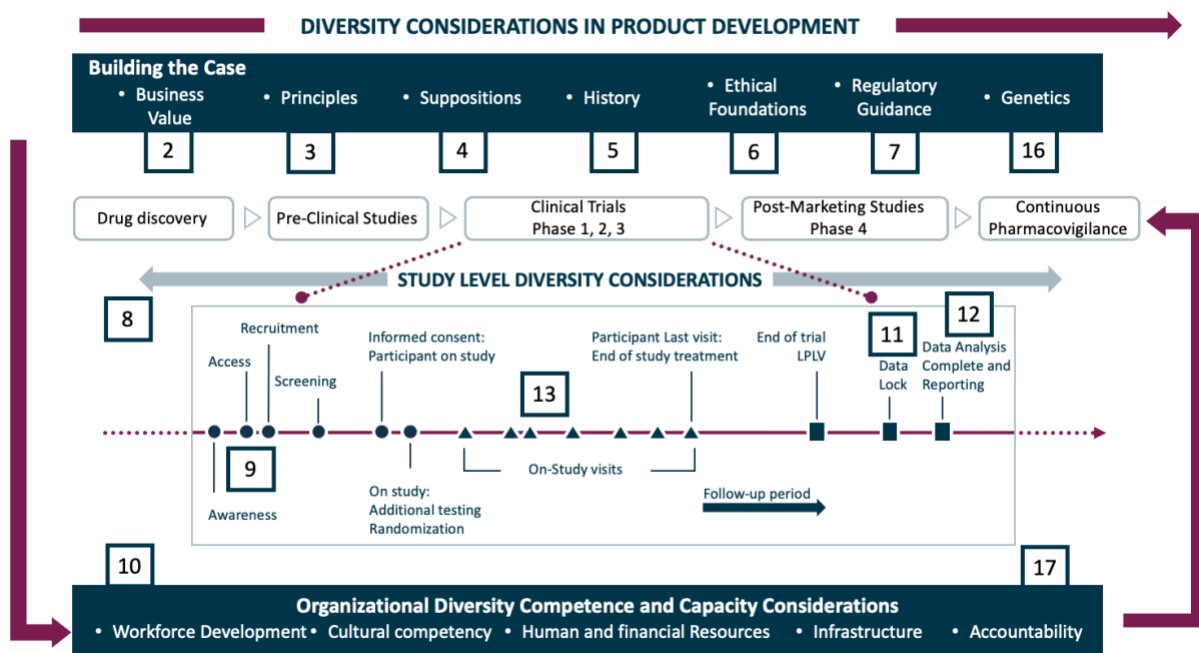 DIVERSITY CONSIDERATIONS IN PRODUCT DEVELOPMENT
Building the Case
• Business
Value
• Principles
• Suppositions
• History
• Ethical
Foundations
• Regulatory
Guidance
• Genetics
2
3
4
5
6
7
16
Drug discovery
Pre-Clinical Studies
Clinical Trials
Phase 1, 2, 3
Post-Marketing Studies
Phase 4
Continuous
Pharmacovigilance
STUDY LEVEL DIVERSITY CONSIDERATIONS
8
Recruitment
Access
Screening
Informed consent:
Participant on study
Participant Last visit:
End of study treatment
End of trial
LPLV
11
Data
Lock
12
Data Analysis
Complete and
Reporting
13
9
Awareness
On study:
Additional testing
Randomization
On-Study visits
Follow-up period
10
17
Organizational Diversity Competence and Capacity Considerations
• Workforce Development
• Cultural competency
• Human and financial Resources
• Infrastructure
• Accountability